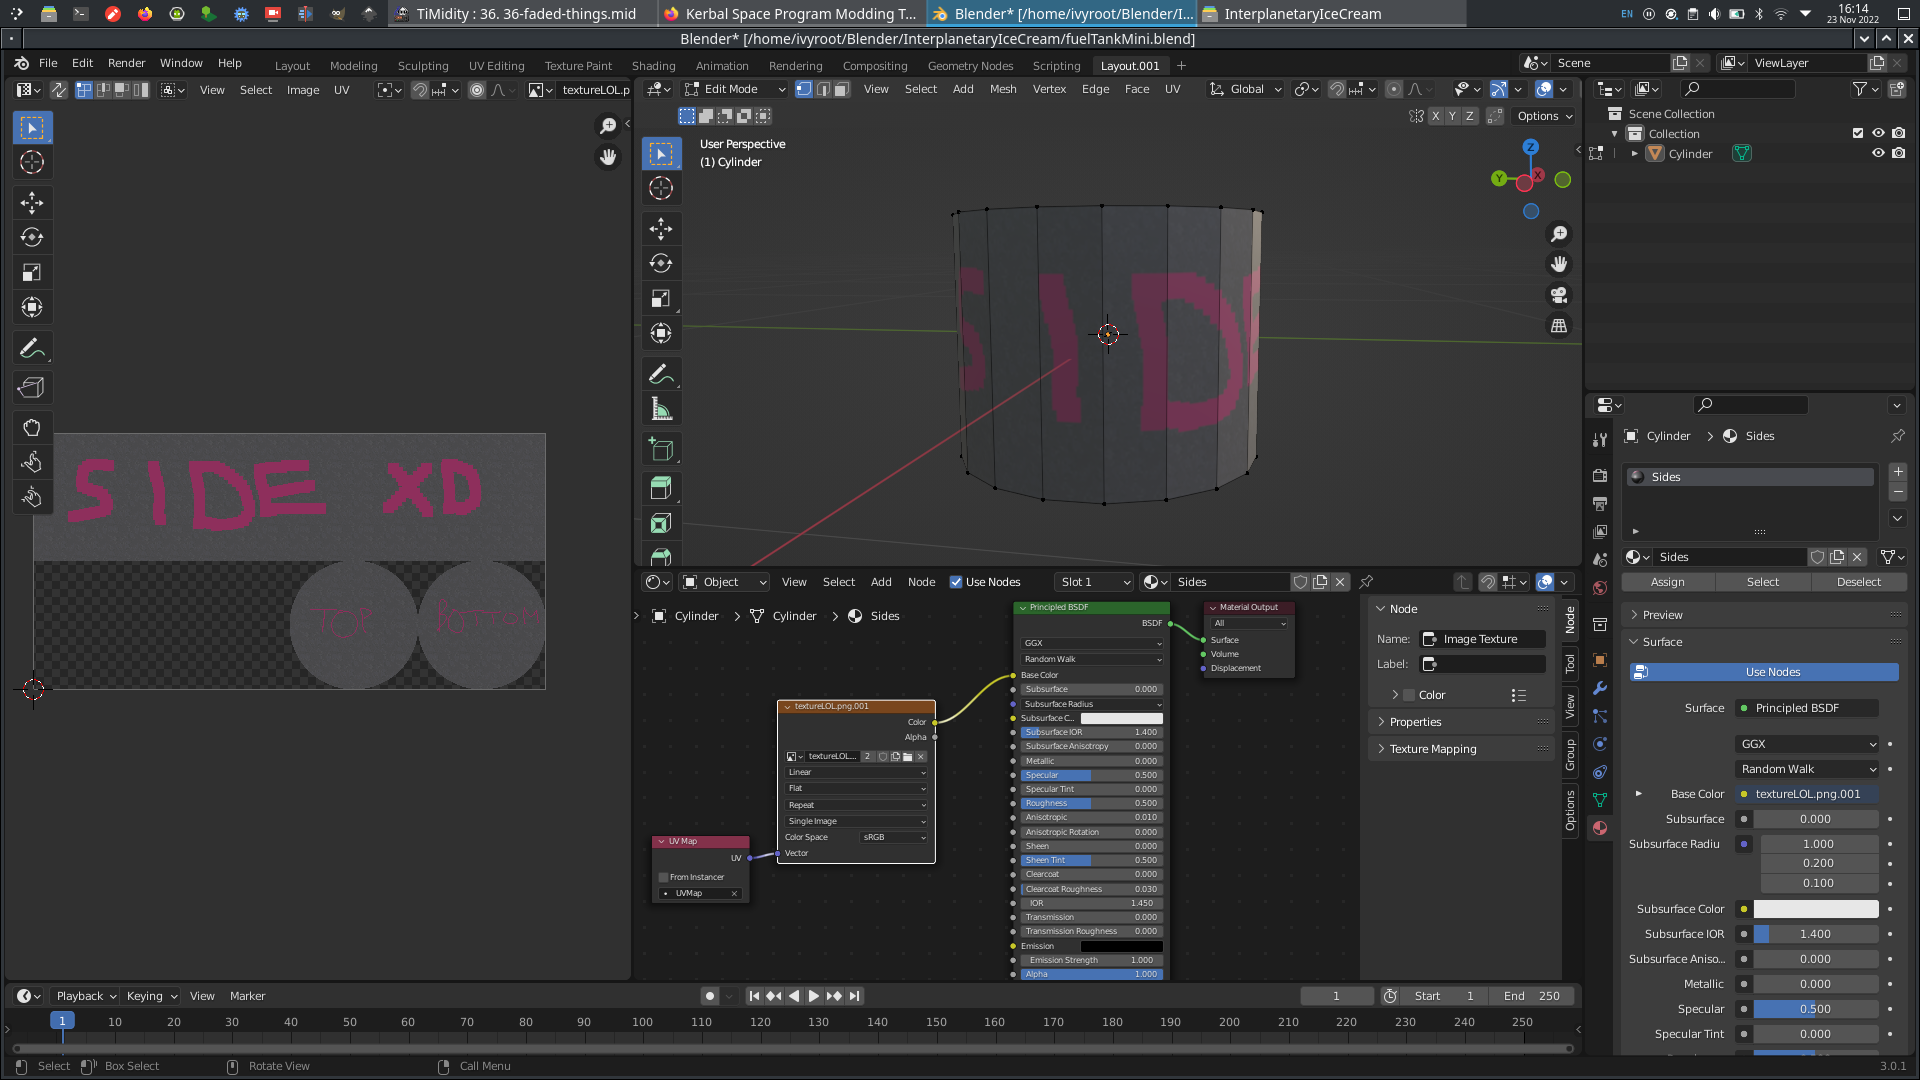 TiMidity : 36. 36-faded-things.mid
Kerbal Space Program Modding T...
Blender* [/home/ivyroot/Blender/I...
InterplanetaryIceCream
EN
16:14
23 Nov 2022
Blender* [/home/ivyroot/Blender/InterplanetaryIceCream/fuelTankMini.blend]
File Edit Render Window Help
Layout Modeling Sculpting UV Editing Texture Paint Shading Animation Rendering Compositing Geometry Nodes Scripting Layout.001 +
Scene
ViewLayer
View Select Image UV
textureLOL.p
Edit Mode
View Select Add Mesh Vertex Edge Face UV
Global
X Y Z
Options
User Perspective
(1) Cylinder
Z
Y
X
S I D
SIDE XD
TOP
BOTTOM
Scene Collection
Collection
Cylinder
Object
View Select Add Node
Use Nodes
Slot 1
Sides
Cylinder > Cylinder > Sides
Principled BSDF
BSDF
GGX
Random Walk
Base Color
Subsurface 0.000
Subsurface Radius
Subsurface C...
Subsurface IOR 1.400
Subsurface Anisotropy 0.000
Metallic 0.000
Specular 0.500
Specular Tint 0.000
Roughness 0.500
Anisotropic 0.010
Anisotropic Rotation 0.000
Sheen 0.000
Sheen Tint 0.500
Clearcoat 0.000
Clearcoat Roughness 0.030
IOR 1.450
Transmission 0.000
Transmission Roughness 0.000
Emission
Emission Strength 1.000
Alpha 1.000
Material Output
All
Surface
Volume
Displacement
textureLOL.png.001
Color
Alpha
textureLOL... 2
Linear
Flat
Repeat
Single Image
Color Space sRGB
Vector
UV Map
UV
From Instancer
UVMap
Node
Name: Image Texture
Label:
Color
Properties
Texture Mapping
Node
Tool
View
Group
Options
Cylinder > Sides
Sides
Sides
Assign Select Deselect
Preview
Surface
Use Nodes
Surface Principled BSDF
GGX
Random Walk
Base Color textureLOL.png.001
Subsurface 0.000
Subsurface Radiu 1.000
0.200
0.100
Subsurface Color
Subsurface IOR 1.400
Subsurface Aniso... 0.000
Metallic 0.000
Specular 0.500
Specular Tint 0.000
Playback Keying View Marker
1
Start 1
End 250
1 10 20 30 40 50 60 70 80 90 100 110 120 130 140 150 160 170 180 190 200 210 220 230 240 250
Select
Box Select
Rotate View
Call Menu
3.0.1